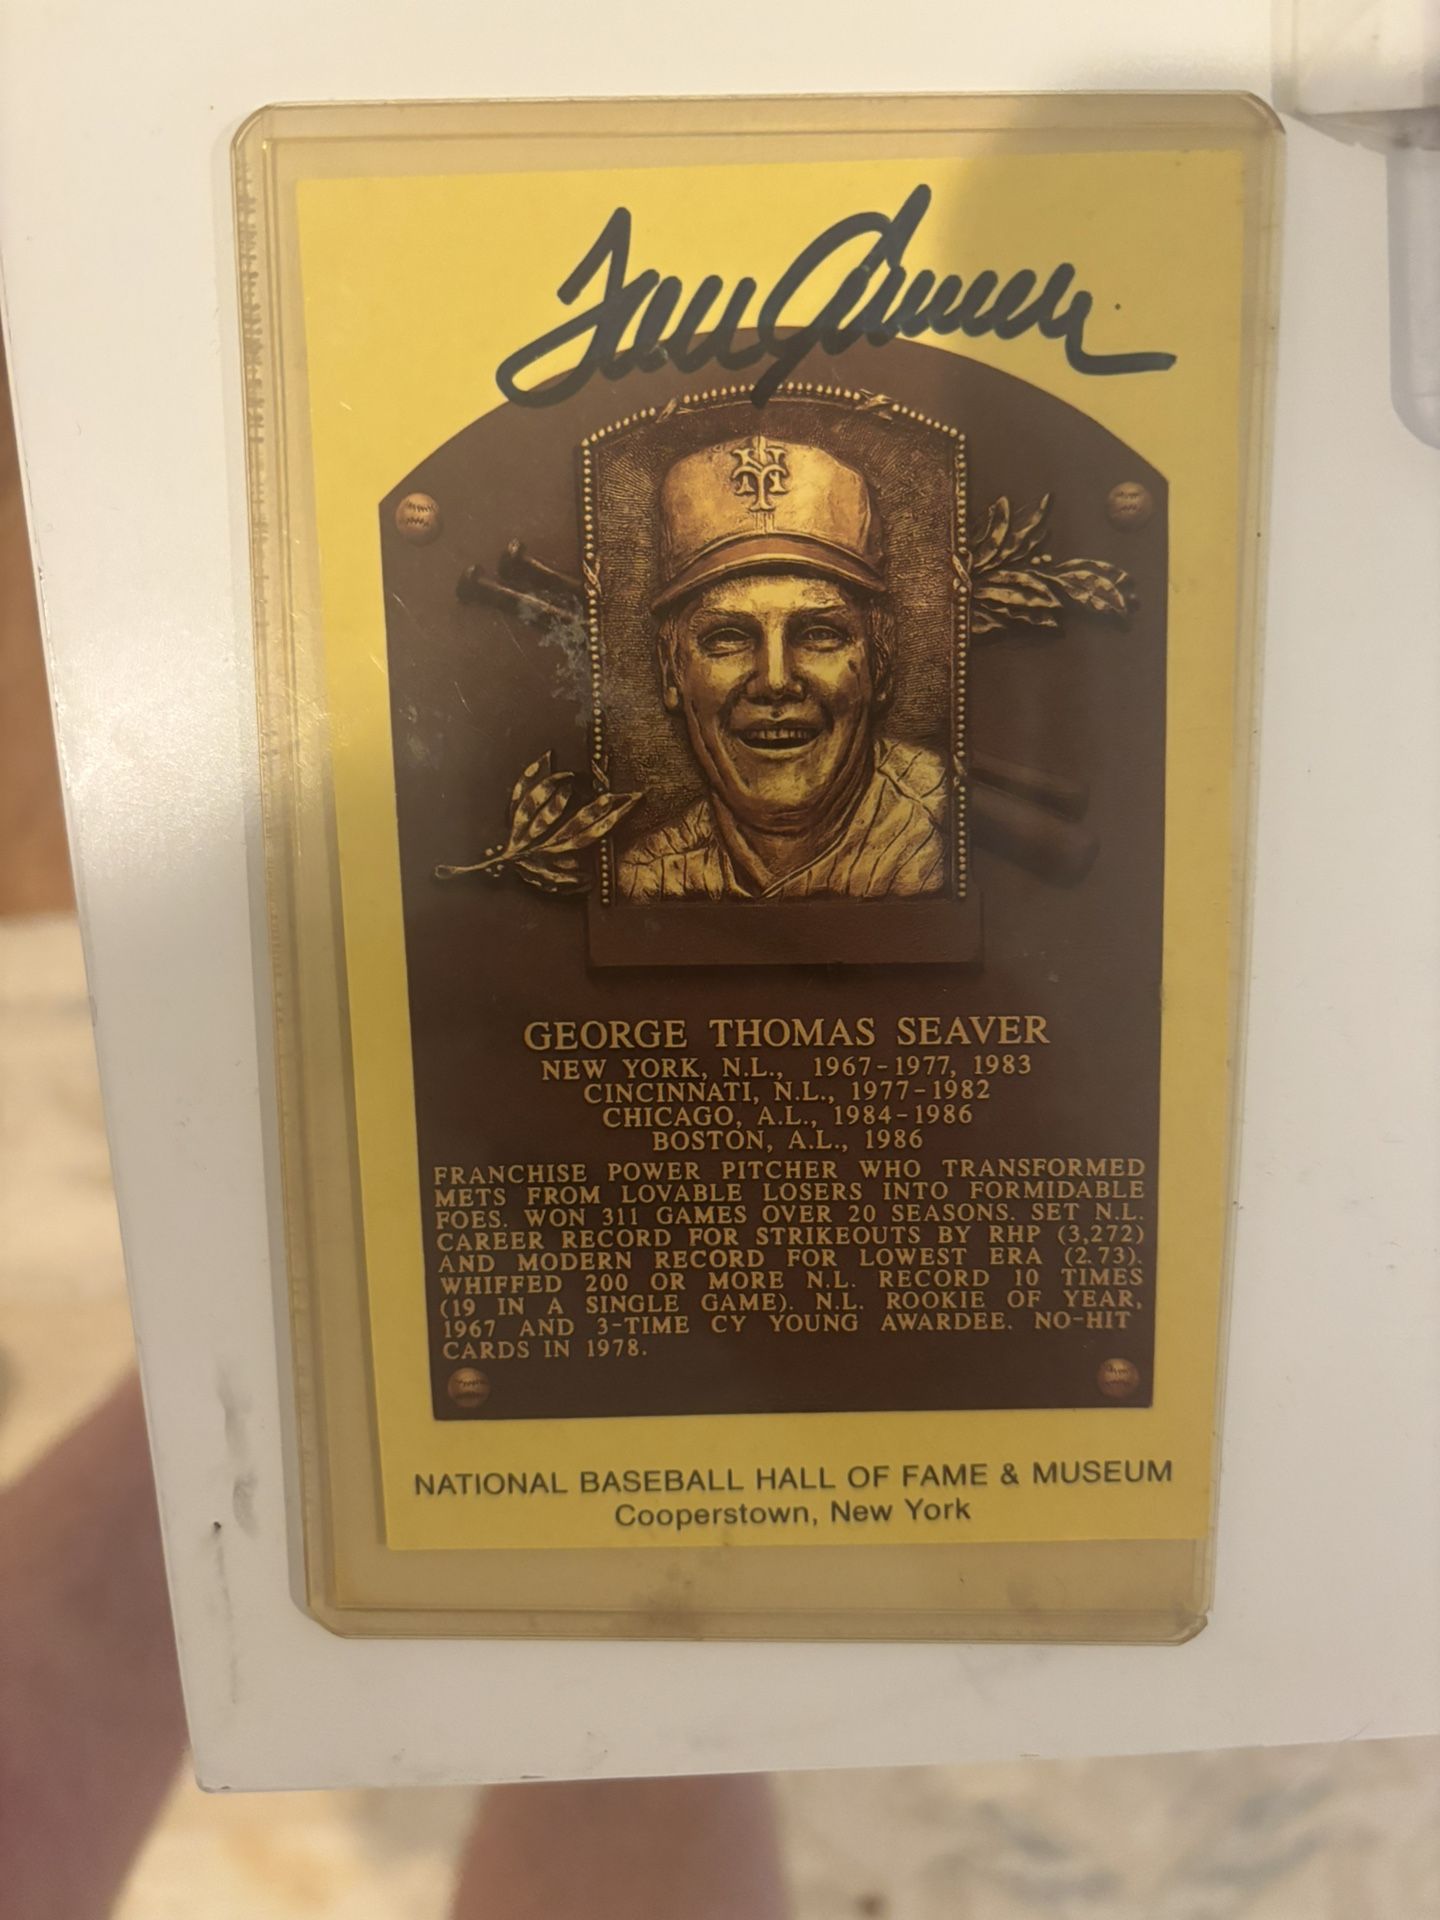 Tom Seaver
NY
GEORGE THOMAS SEAVER
NEW YORK, N.L., 1967-1977, 1983
CINCINNATI, N.L., 1977-1982
CHICAGO, A.L., 1984-1986
BOSTON, A.L., 1986
FRANCHISE POWER PITCHER WHO TRANSFORMED
METS FROM LOVABLE LOSERS INTO FORMIDABLE
FOES. WON 311 GAMES OVER 20 SEASONS. SET N.L.
CAREER RECORD FOR STRIKEOUTS BY RHP (3,272)
AND MODERN RECORD FOR LOWEST ERA (2.73).
WHIFFED 200 OR MORE N.L. RECORD 10 TIMES
(19 IN A SINGLE GAME). N.L. ROOKIE OF YEAR,
1967 AND 3-TIME CY YOUNG AWARDEE. NO-HIT
CARDS IN 1978.
NATIONAL BASEBALL HALL OF FAME & MUSEUM
Cooperstown, New York